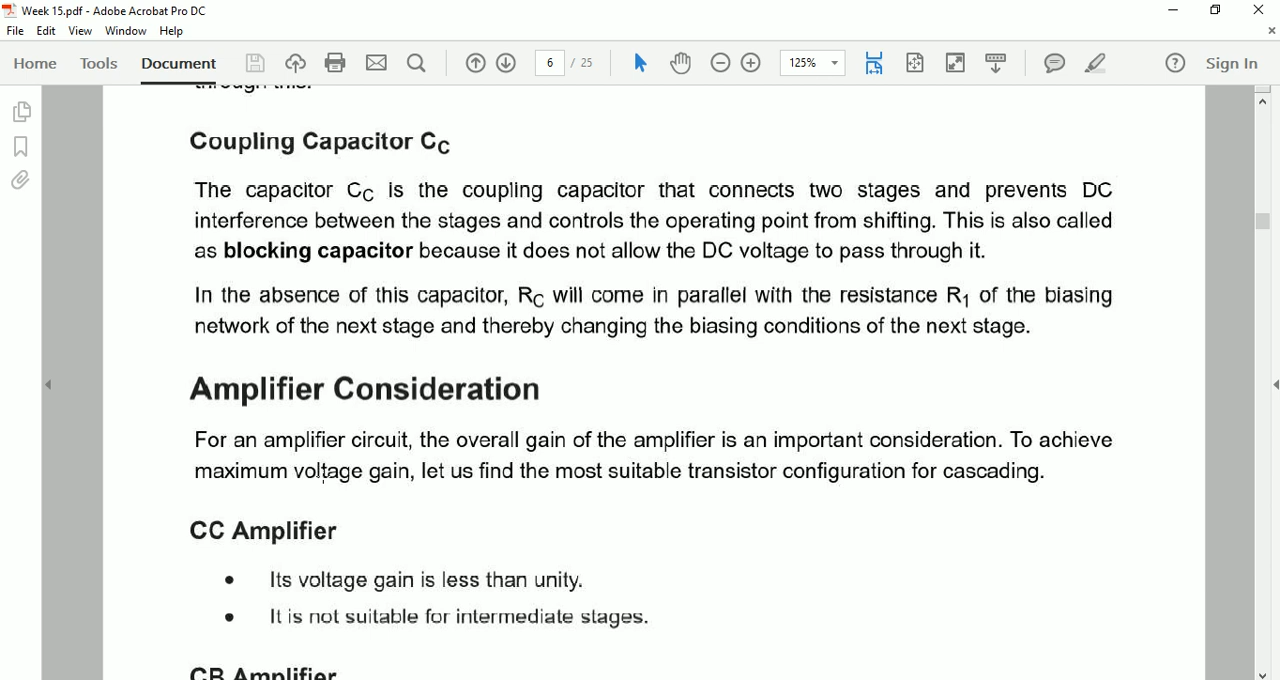 Week 15.pdf - Adobe Acrobat Pro DC
File Edit View Window Help
Home Tools Document 6 / 25 125% Sign In
through this.
Coupling Capacitor CC
The capacitor CC is the coupling capacitor that connects two stages and prevents DC
interference between the stages and controls the operating point from shifting. This is also called
as blocking capacitor because it does not allow the DC voltage to pass through it.
In the absence of this capacitor, RC will come in parallel with the resistance R1 of the biasing
network of the next stage and thereby changing the biasing conditions of the next stage.
Amplifier Consideration
For an amplifier circuit, the overall gain of the amplifier is an important consideration. To achieve
maximum voltage gain, let us find the most suitable transistor configuration for cascading.
CC Amplifier
• Its voltage gain is less than unity.
• It is not suitable for intermediate stages.
CB Amplifier